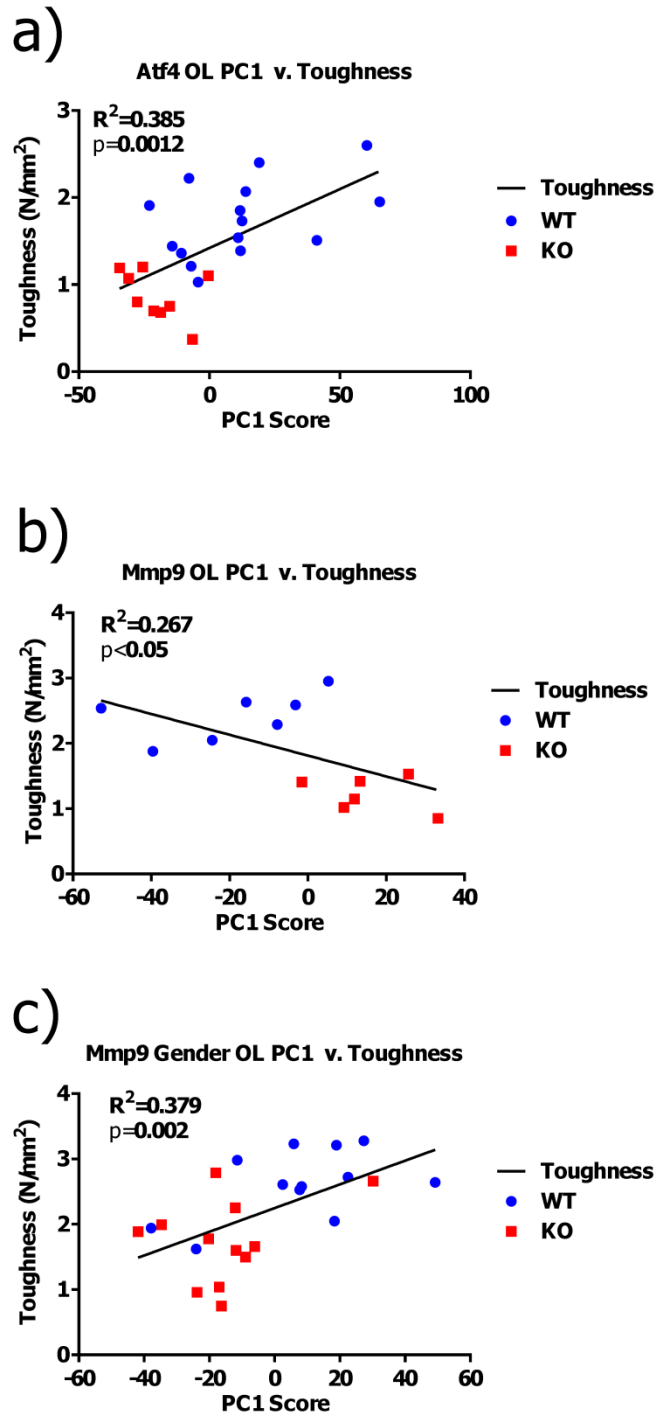 a)
Atf4 OL PC1 v. Toughness
R²=0.385
p=0.0012
3
2
1
0
Toughness (N/mm²)
-50
0
50
100
PC1 Score
Toughness
WT
KO
b)
Mmp9 OL PC1 v. Toughness
R²=0.267
p<0.05
4
3
2
1
0
Toughness (N/mm²)
-60
-40
-20
0
20
40
PC1 Score
Toughness
WT
KO
c)
Mmp9 Gender OL PC1 v. Toughness
R²=0.379
p=0.002
4
3
2
1
0
Toughness (N/mm²)
-60
-40
-20
0
20
40
60
PC1 Score
Toughness
WT
KO